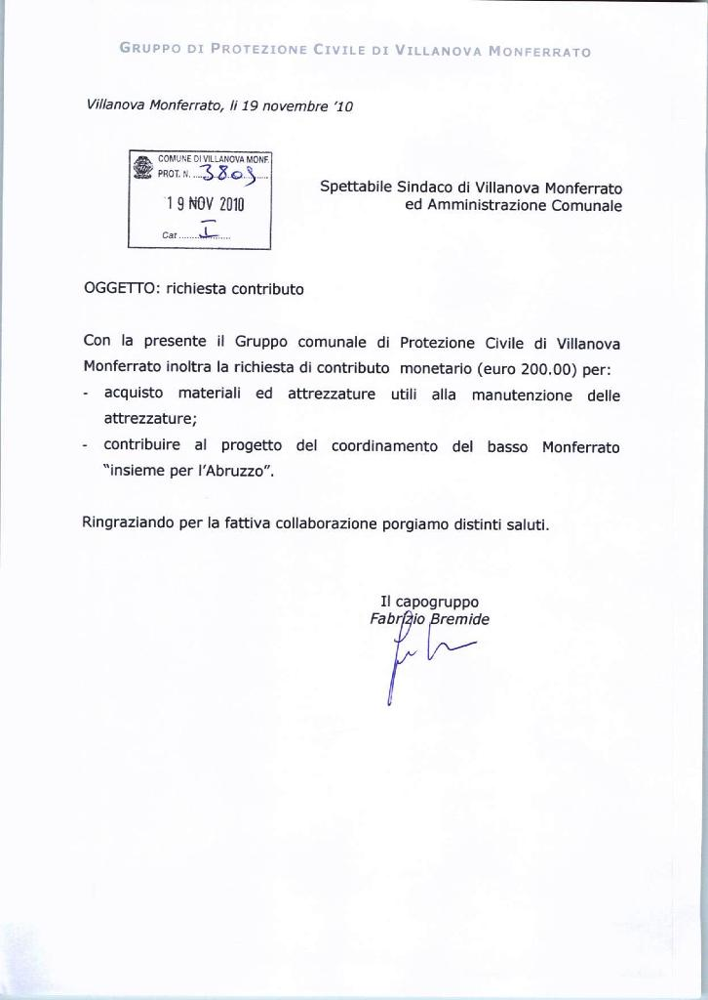 GRUPPO DI PROTEZIONE CIVILE DI VILLANOVA MONFERRATO
Villanova Monferrato, li 19 novembre '10
COMUNE DI VILLANOVA MONF.
PROT. N. ....3809.....
19 NOV 2010
Cat ........I..........
Spettabile Sindaco di Villanova Monferrato
ed Amministrazione Comunale
OGGETTO: richiesta contributo
Con la presente il Gruppo comunale di Protezione Civile di Villanova
Monferrato inoltra la richiesta di contributo monetario (euro 200.00) per:
- acquisto materiali ed attrezzature utili alla manutenzione delle
attrezzature;
- contribuire al progetto del coordinamento del basso Monferrato
"insieme per l'Abruzzo".
Ringraziando per la fattiva collaborazione porgiamo distinti saluti.
Il capogruppo
Fabrizio Bremide